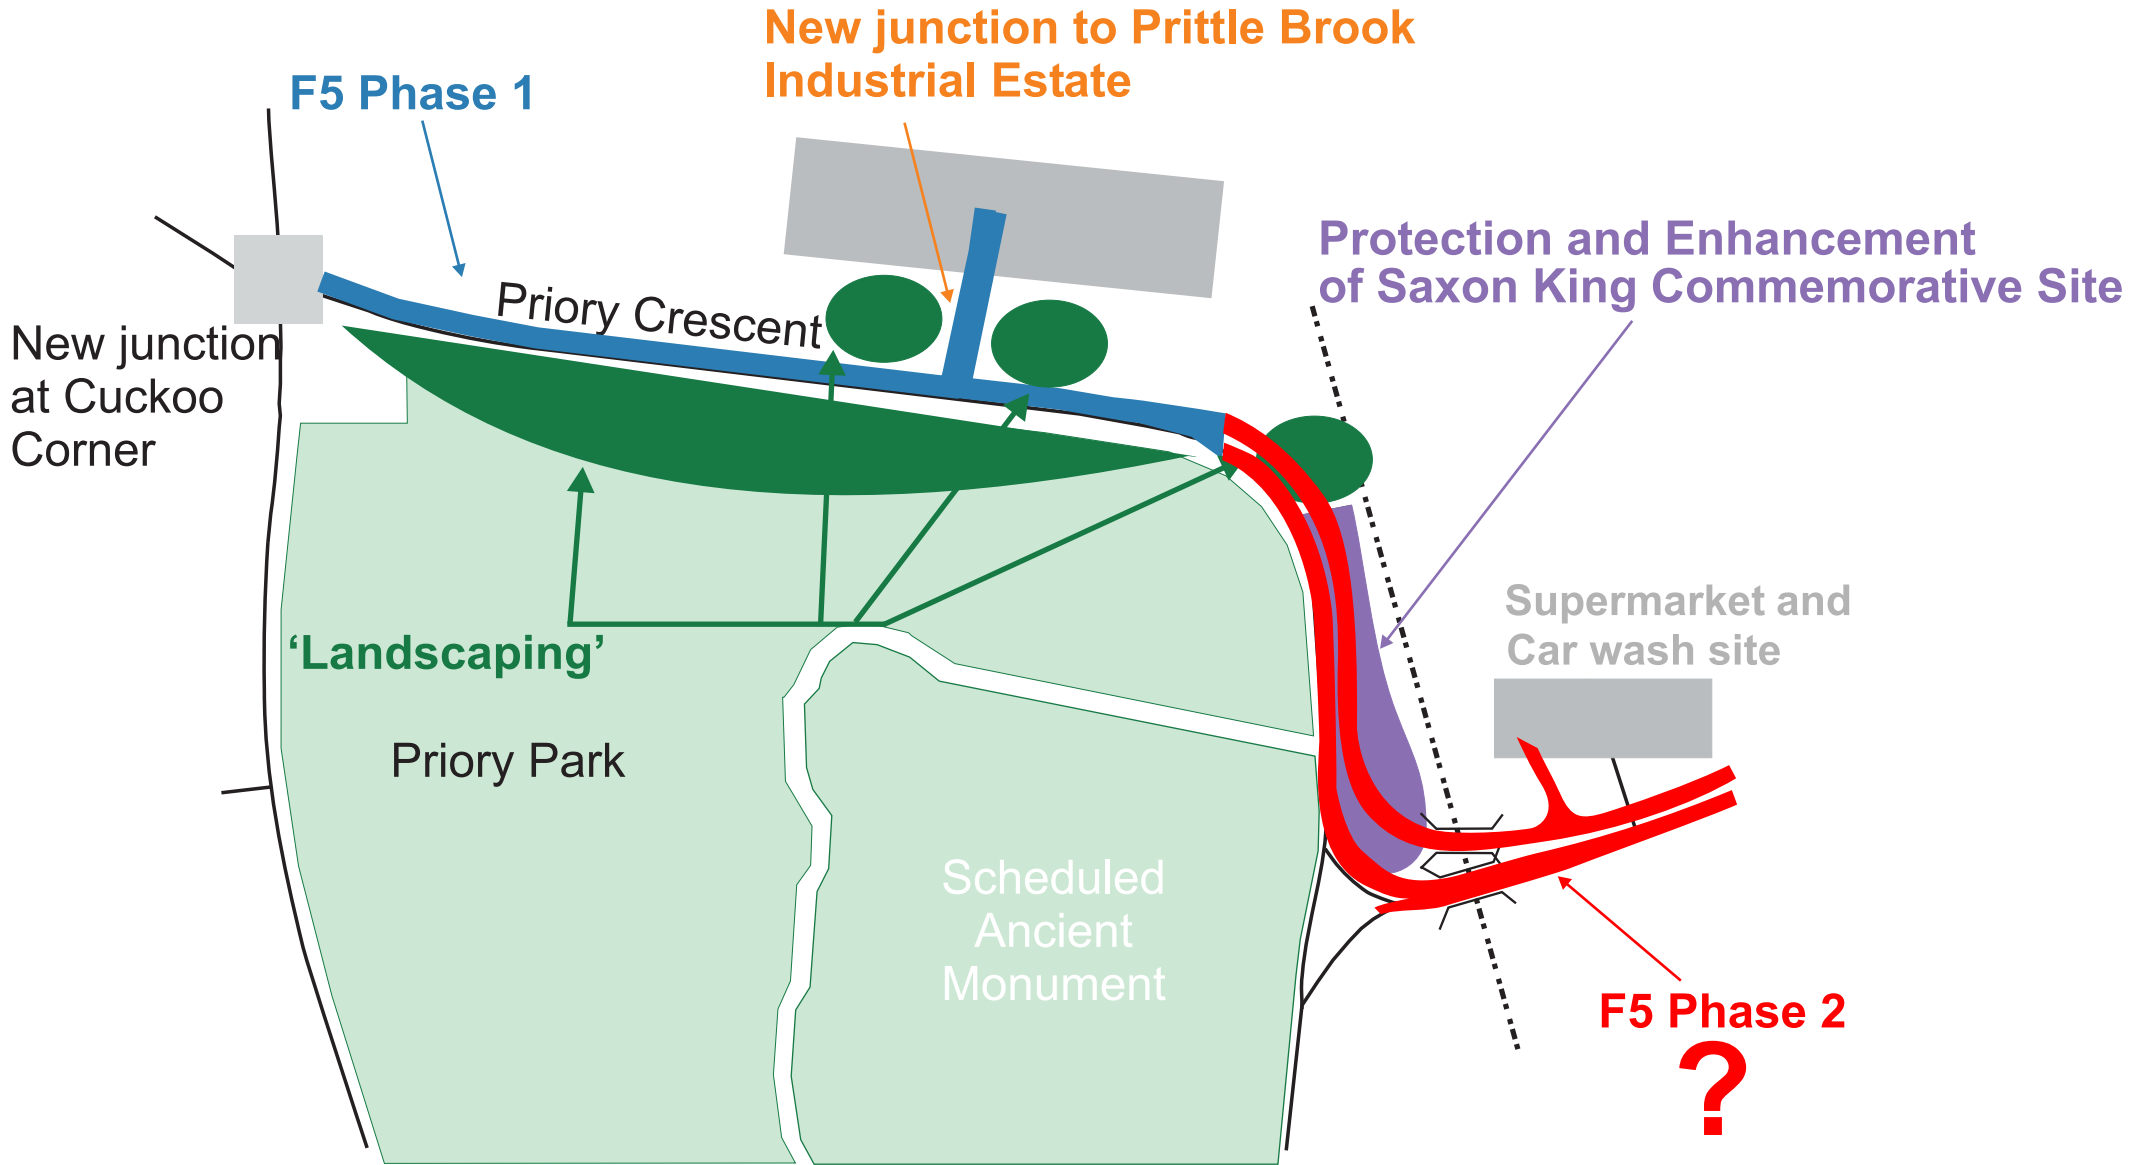 New junction to Prittle Brook
Industrial Estate
F5 Phase 1
Protection and Enhancement
of Saxon King Commemorative Site
Priory Crescent
New junction
at Cuckoo
Corner
Supermarket and
Car wash site
‘Landscaping’
Priory Park
Scheduled
Ancient
Monument
F5 Phase 2
?